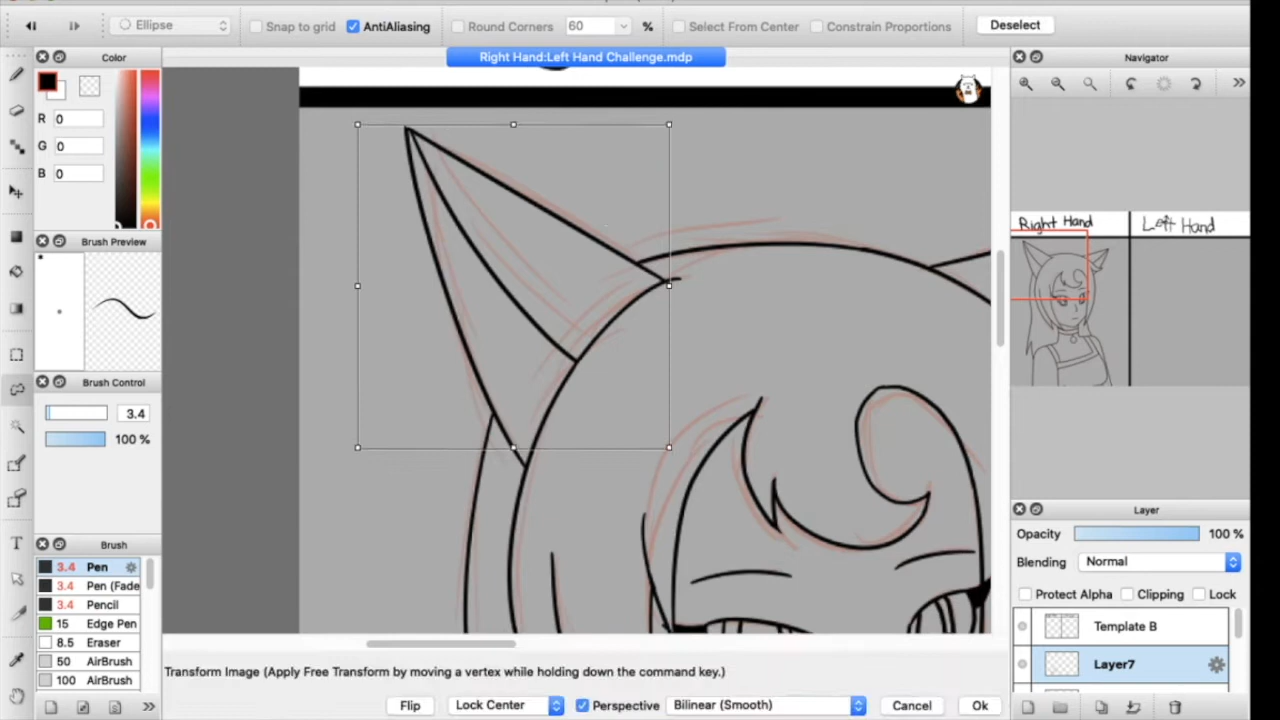 Ellipse Snap to grid AntiAliasing Round Corners 60 % Select From Center Constrain Proportions Deselect
Color
Right Hand:Left Hand Challenge.mdp
Navigator
R 0
G 0
B 0
Right Hand Left Hand
Brush Preview
Brush Control
3.4
100 %
Layer
Opacity 100 %
Blending Normal
Protect Alpha Clipping Lock
Template B
Layer7
Brush
3.4 Pen
3.4 Pen (Fade
3.4 Pencil
15 Edge Pen
8.5 Eraser
50 AirBrush
100 AirBrush
T
Transform Image (Apply Free Transform by moving a vertex while holding down the command key.)
Flip Lock Center Perspective Bilinear (Smooth) Cancel Ok